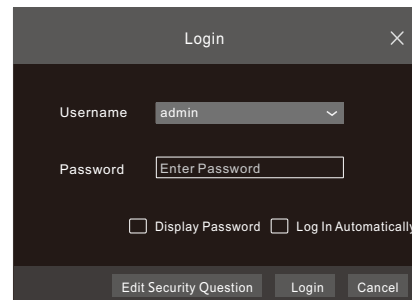 Login
Username admin
Password Enter Password
Display Password Log In Automatically
Edit Security Question Login Cancel